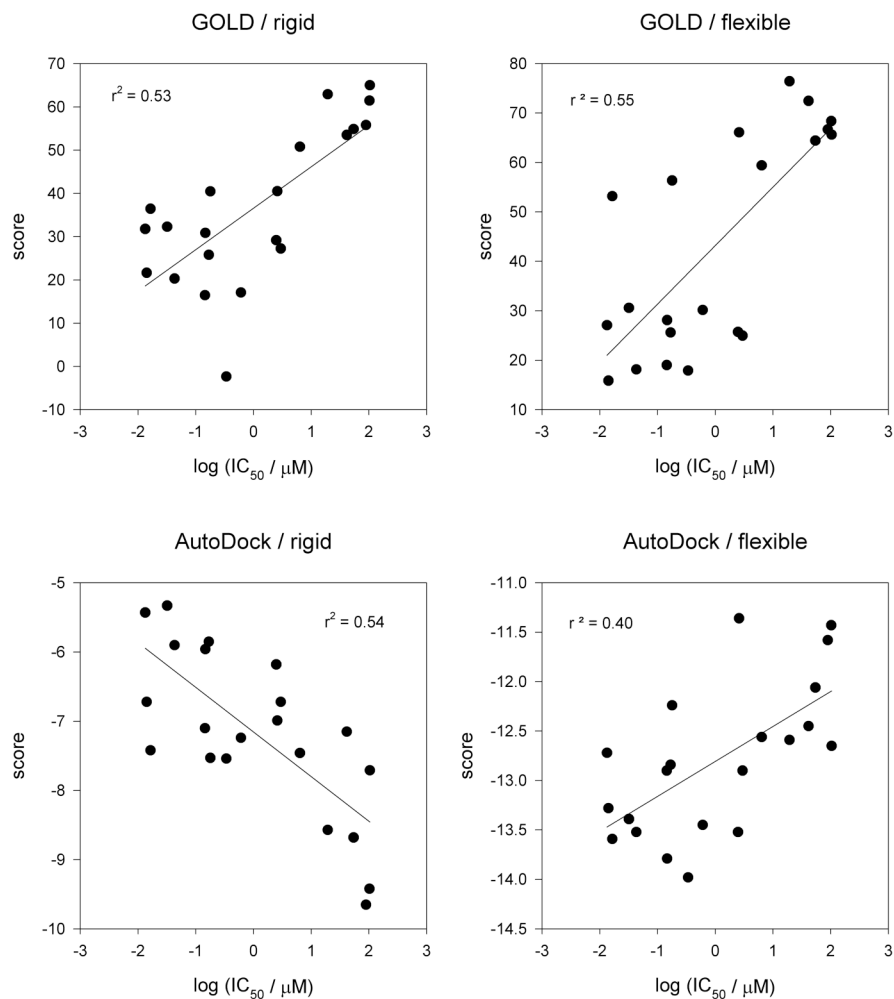 GOLD / rigid
r² = 0.53
70
60
50
40
30
20
10
0
-10
score
-3 -2 -1 0 1 2 3
log (IC₅₀ / μM)
GOLD / flexible
r ² = 0.55
80
70
60
50
40
30
20
10
score
-3 -2 -1 0 1 2 3
log (IC₅₀ / μM)
AutoDock / rigid
r² = 0.54
-5
-6
-7
-8
-9
-10
score
-3 -2 -1 0 1 2 3
log (IC₅₀ / μM)
AutoDock / flexible
r ² = 0.40
-11.0
-11.5
-12.0
-12.5
-13.0
-13.5
-14.0
-14.5
score
-3 -2 -1 0 1 2 3
log (IC₅₀ / μM)